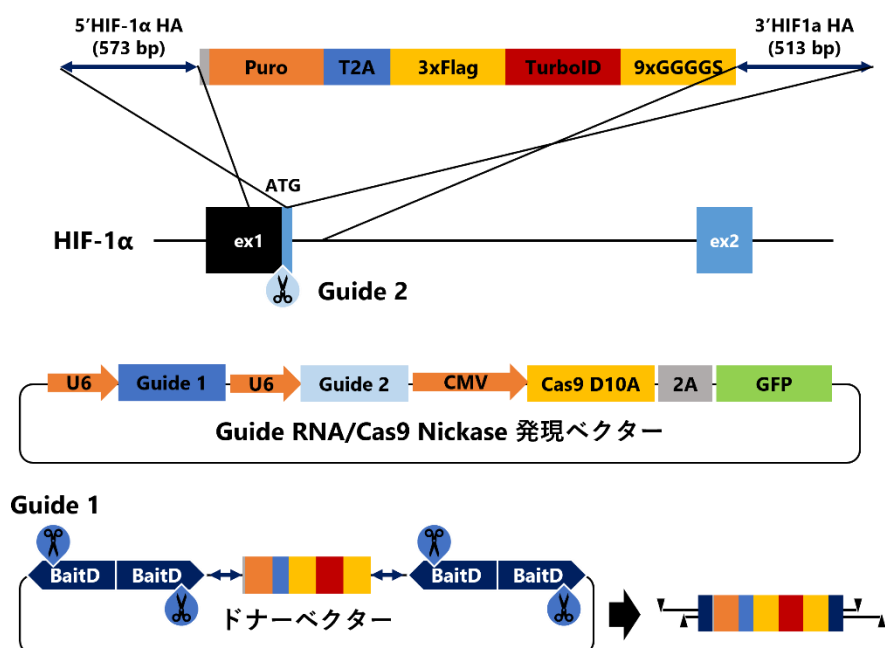 5'HIF-1α HA
(573 bp)
3'HIF1a HA
(513 bp)
Puro T2A 3xFlag TurboID 9xGGGGS
ATG
HIF-1α ex1 ex2
Guide 2
U6 Guide 1 U6 Guide 2 CMV Cas9 D10A 2A GFP
Guide RNA/Cas9 Nickase 発現ベクター
Guide 1
BaitD BaitD BaitD BaitD
ドナーベクター